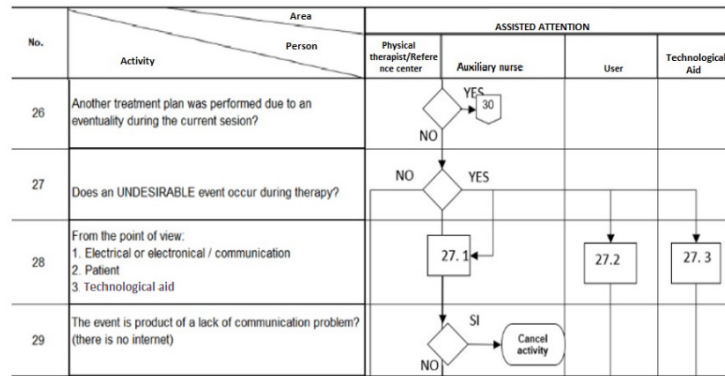 Area
ASSISTED ATTENTION
No.
Person
Activity
Physical
therapist/Refere
nce center
Auxiliary nurse
User
Technological
Aid
26
Another treatment plan was performed due to an
eventuality during the current sesion?
YES
30
NO
27
Does an UNDESIRABLE event occur during therapy?
NO
YES
28
From the point of view:
1. Electrical or electronical / communication
2. Patient
3. Technological aid
27. 1
27.2
27. 3
29
The event is product of a lack of communication problem?
(there is no internet)
SI
Cancel
activity
NO